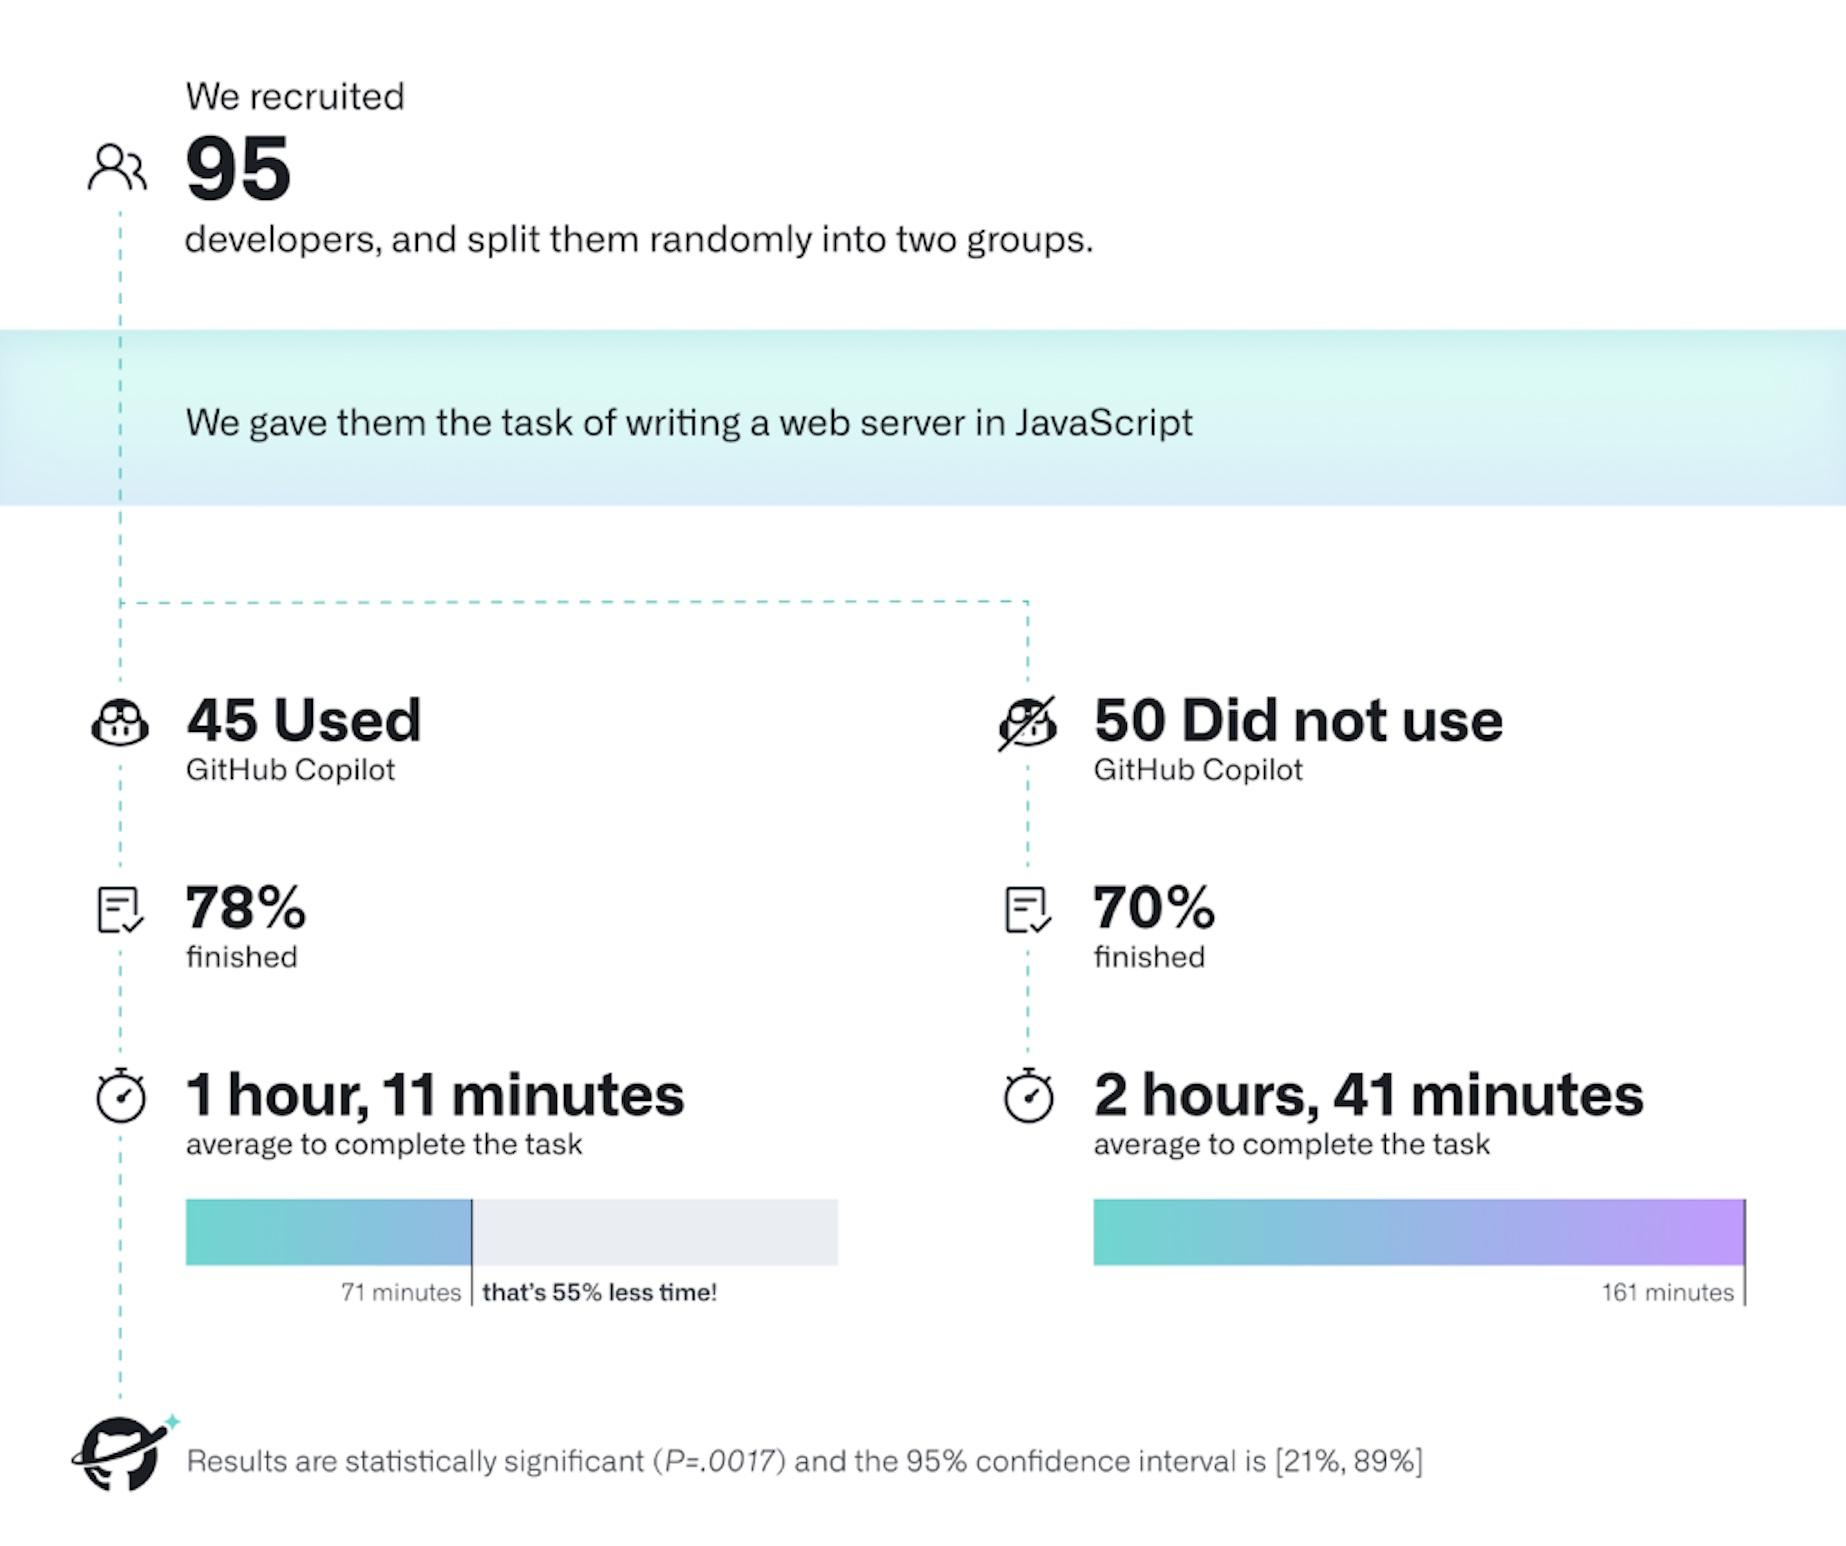 We recruited
95
developers, and split them randomly into two groups.
We gave them the task of writing a web server in JavaScript
45 Used
GitHub Copilot
50 Did not use
GitHub Copilot
78%
finished
70%
finished
1 hour, 11 minutes
average to complete the task
2 hours, 41 minutes
average to complete the task
71 minutes
that's 55% less time!
161 minutes
Results are statistically significant (P=.0017) and the 95% confidence interval is [21%, 89%]